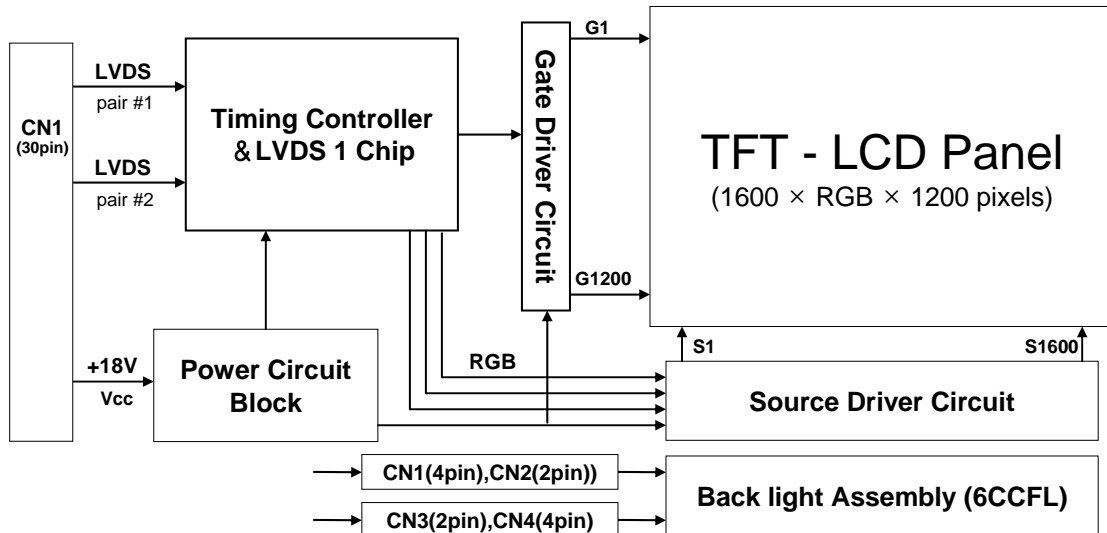 CN1
(30pin)
LVDS
pair #1
LVDS
pair #2
+18V
Vcc
Timing Controller
&LVDS 1 Chip
Power Circuit
Block
RGB
Gate Driver Circuit
G1
G1200
TFT - LCD Panel
(1600 × RGB × 1200 pixels)
S1
S1600
Source Driver Circuit
CN1(4pin),CN2(2pin))
CN3(2pin),CN4(4pin)
Back light Assembly (6CCFL)